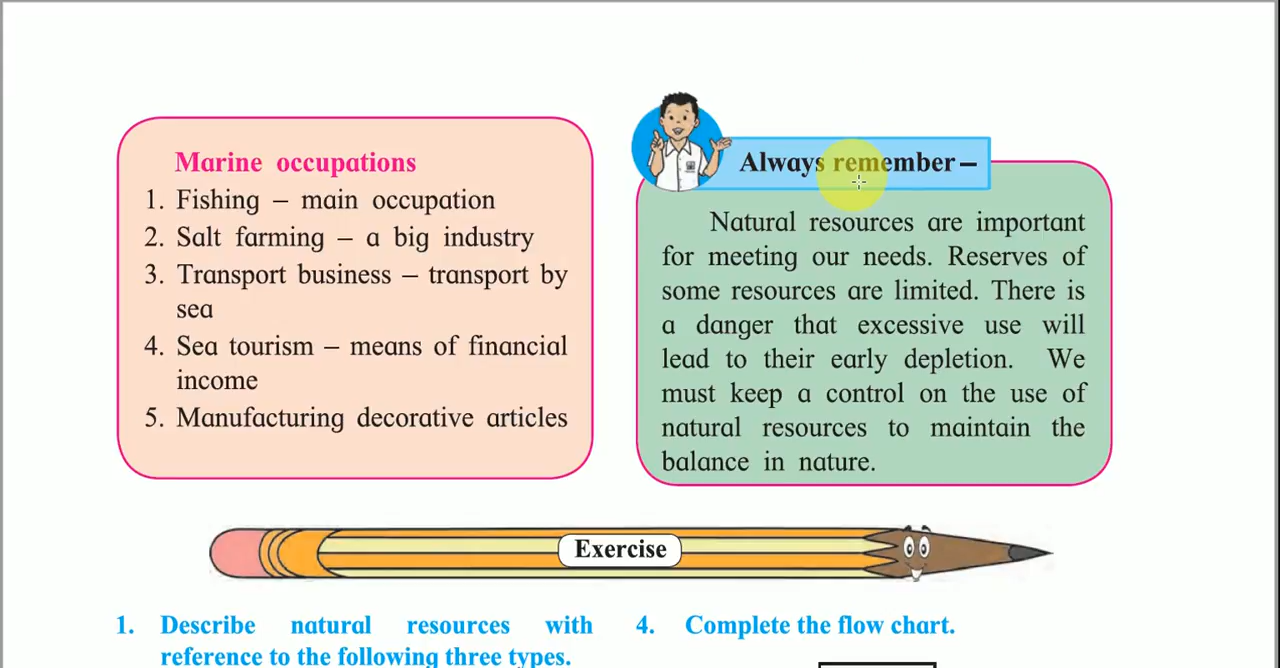 Marine occupations
1. Fishing – main occupation
2. Salt farming – a big industry
3. Transport business – transport by
sea
4. Sea tourism – means of financial
income
5. Manufacturing decorative articles
Always remember –
Natural resources are important
for meeting our needs. Reserves of
some resources are limited. There is
a danger that excessive use will
lead to their early depletion. We
must keep a control on the use of
natural resources to maintain the
balance in nature.
Exercise
1. Describe natural resources with
reference to the following three types.
4. Complete the flow chart.